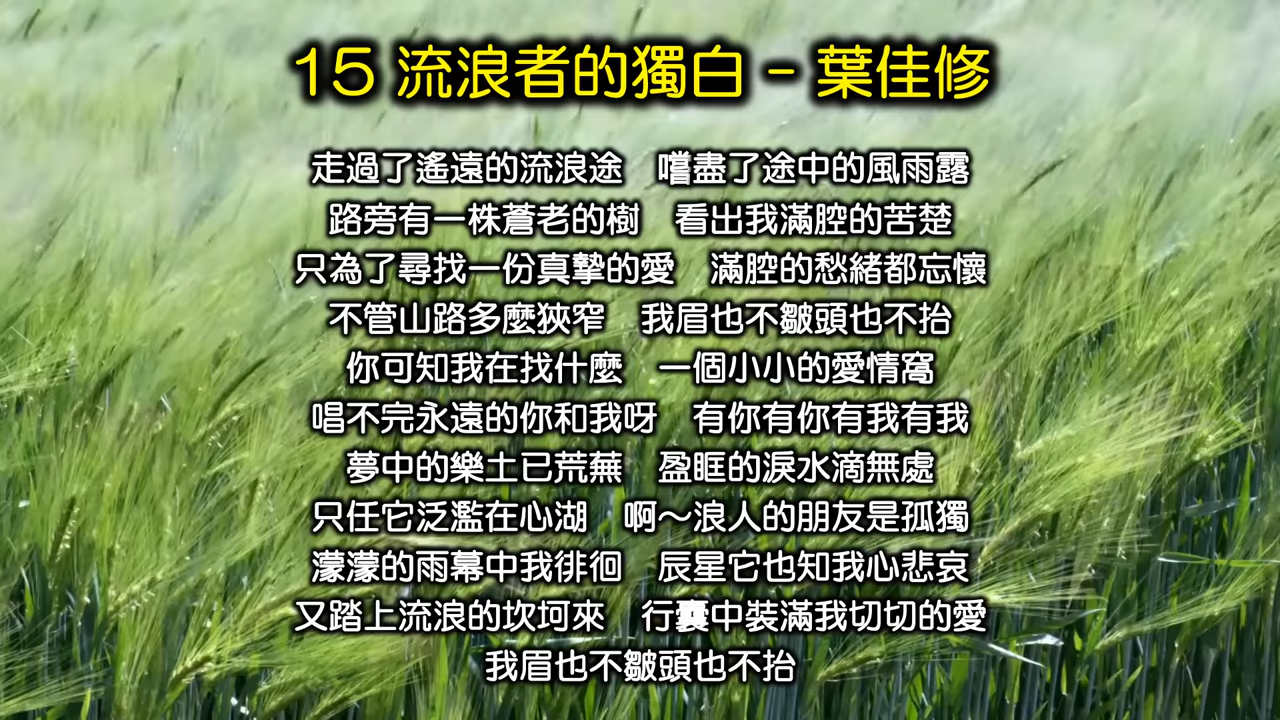 15 流浪者的獨白 - 葉佳修
走過了遙遠的流浪途　嚐盡了途中的風雨露
路旁有一株蒼老的樹　看出我滿腔的苦楚
只為了尋找一份真摯的愛　滿腔的愁緒都忘懷
不管山路多麼狹窄　我眉也不皺頭也不抬
你可知我在找什麼　一個小小的愛情窩
唱不完永遠的你和我呀　有你有你有我有我
夢中的樂土已荒蕪　盈眶的淚水滴無處
只任它泛濫在心湖　啊～浪人的朋友是孤獨
濛濛的雨幕中我徘徊　辰星它也知我心悲哀
又踏上流浪的坎坷來　行囊中裝滿我切切的愛
我眉也不皺頭也不抬